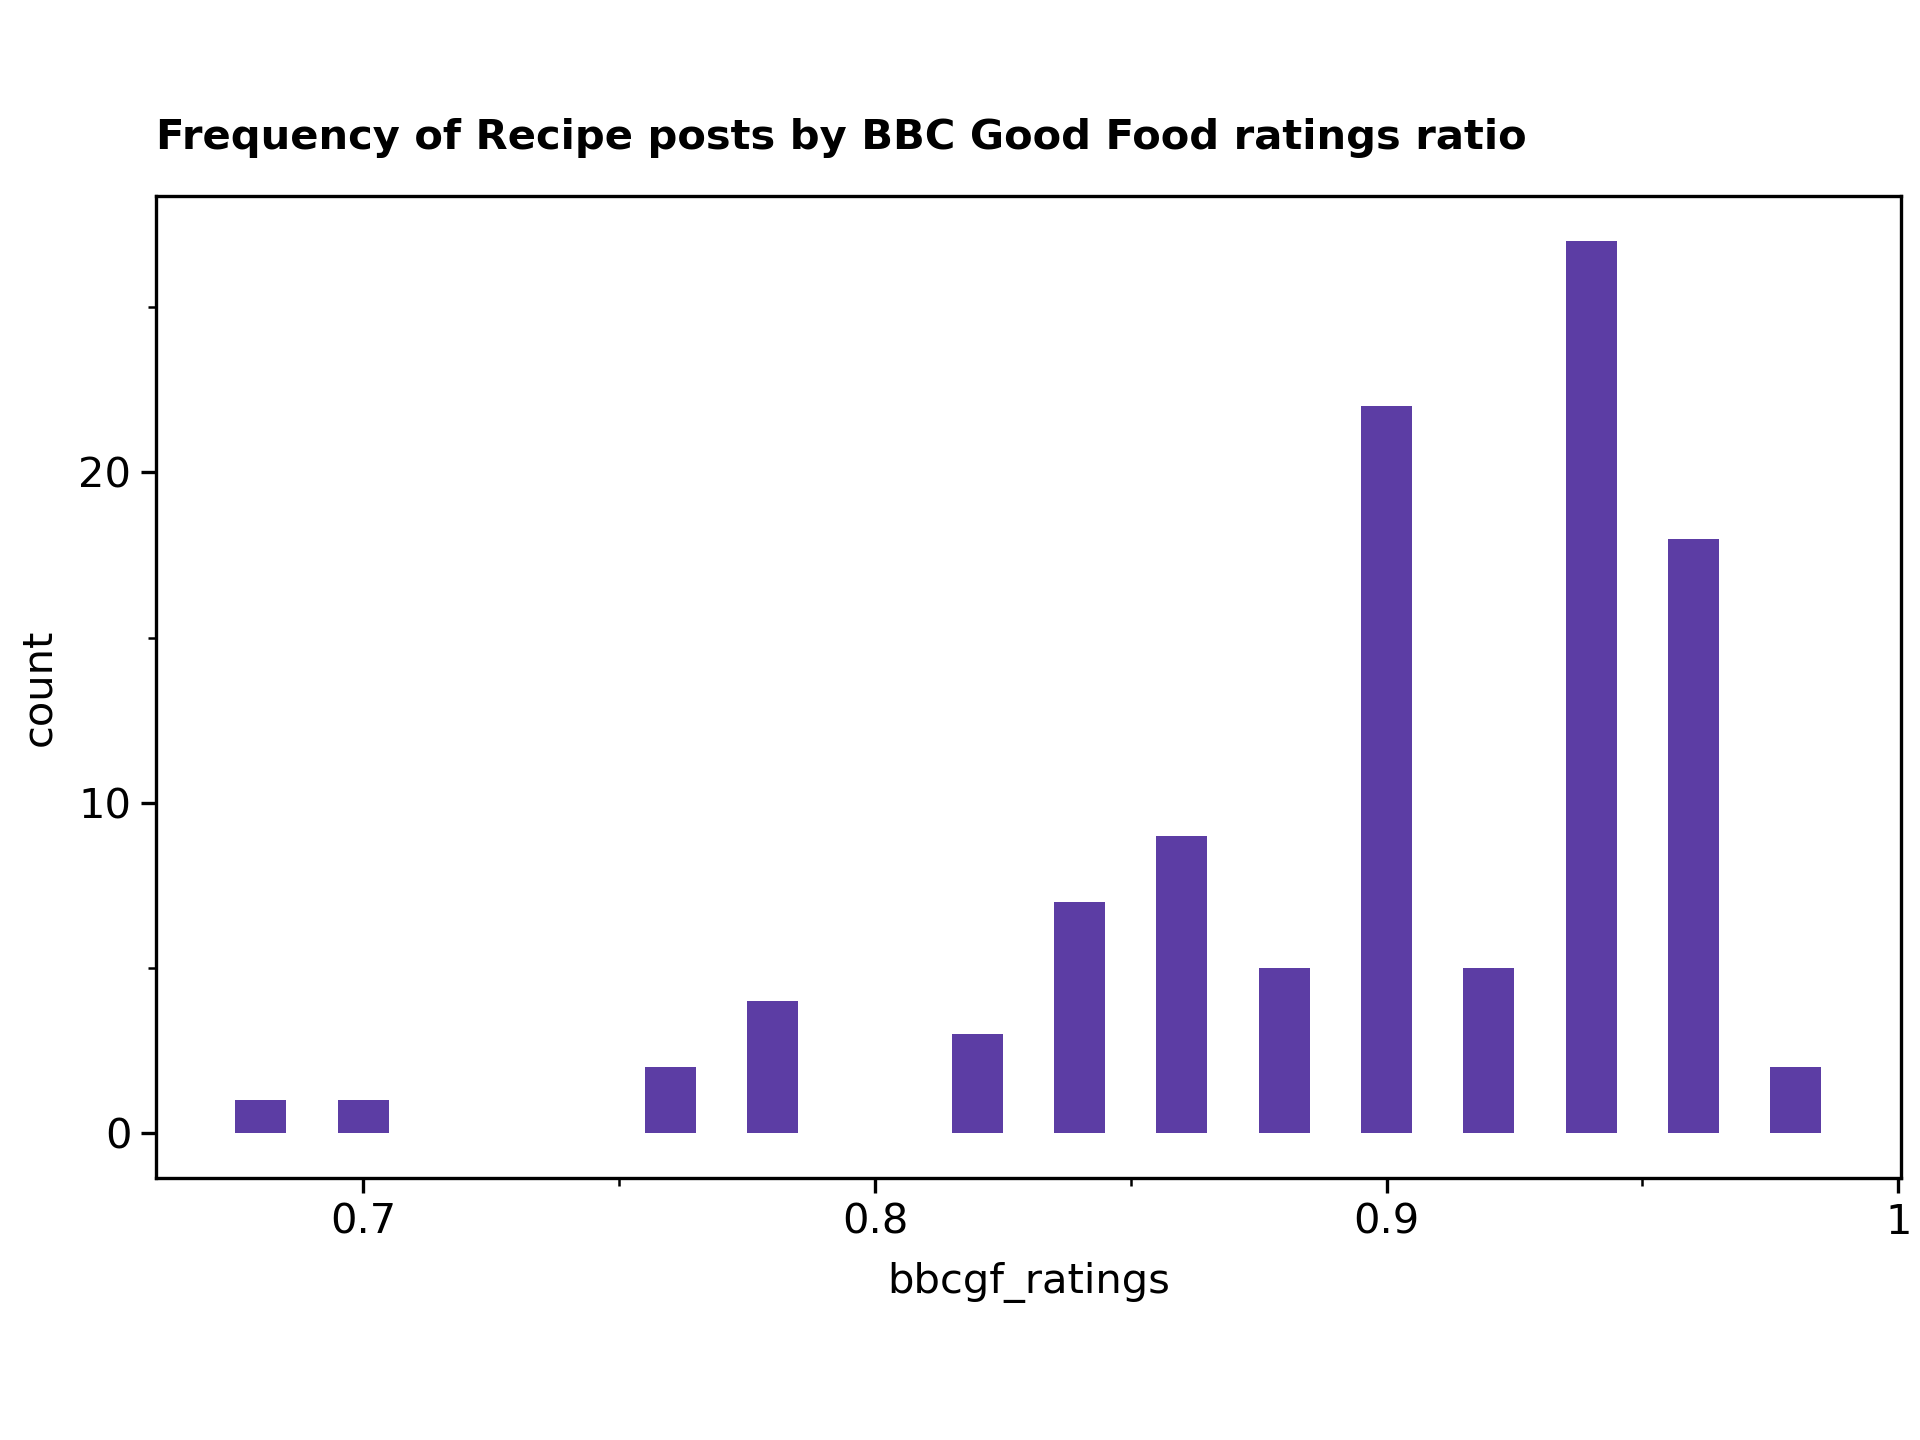 Frequency of Recipe posts by BBC Good Food ratings ratio
count
20
10
0
0.7 0.8 0.9 1
bbcgf_ratings